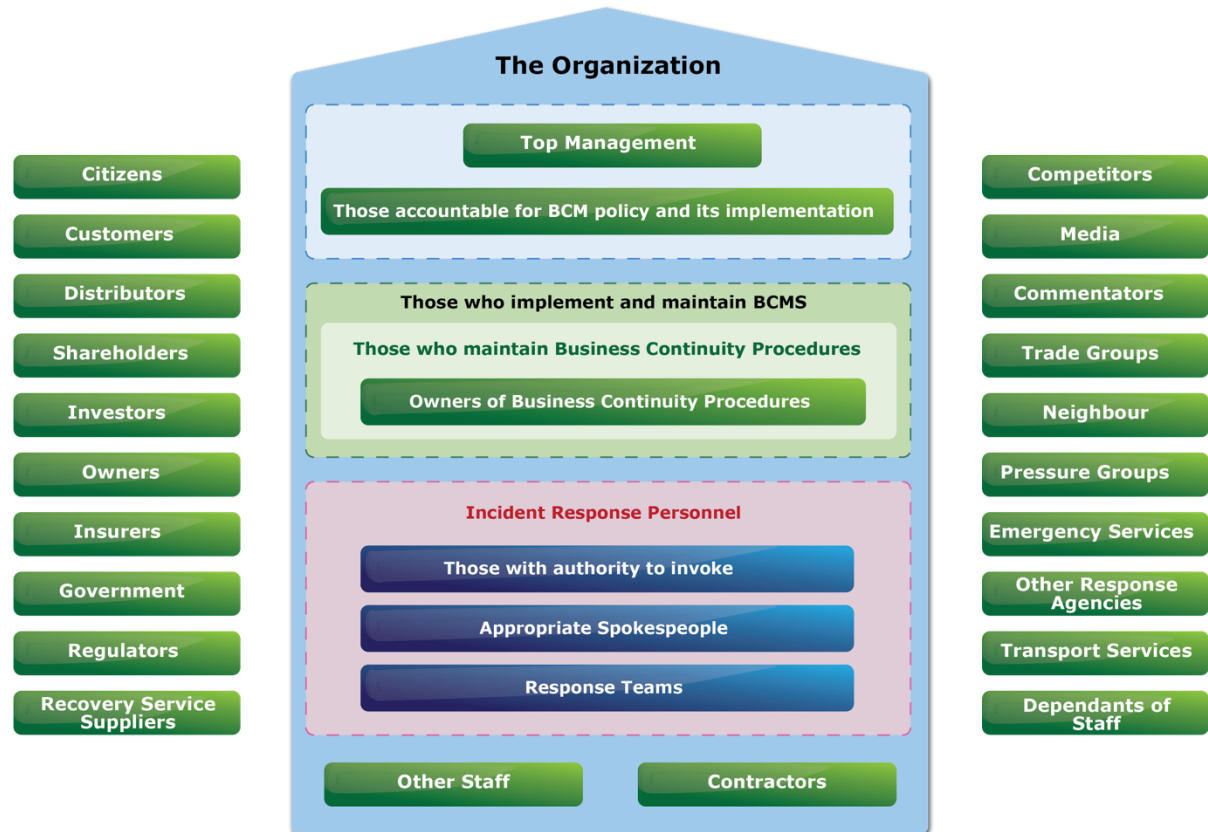 The Organization
Top Management
Those accountable for BCM policy and its implementation
Those who implement and maintain BCMS
Those who maintain Business Continuity Procedures
Owners of Business Continuity Procedures
Incident Response Personnel
Those with authority to invoke
Appropriate Spokespeople
Response Teams
Other Staff
Contractors
Citizens
Customers
Distributors
Shareholders
Investors
Owners
Insurers
Government
Regulators
Recovery Service
Suppliers
Competitors
Media
Commentators
Trade Groups
Neighbour
Pressure Groups
Emergency Services
Other Response
Agencies
Transport Services
Dependants of
Staff